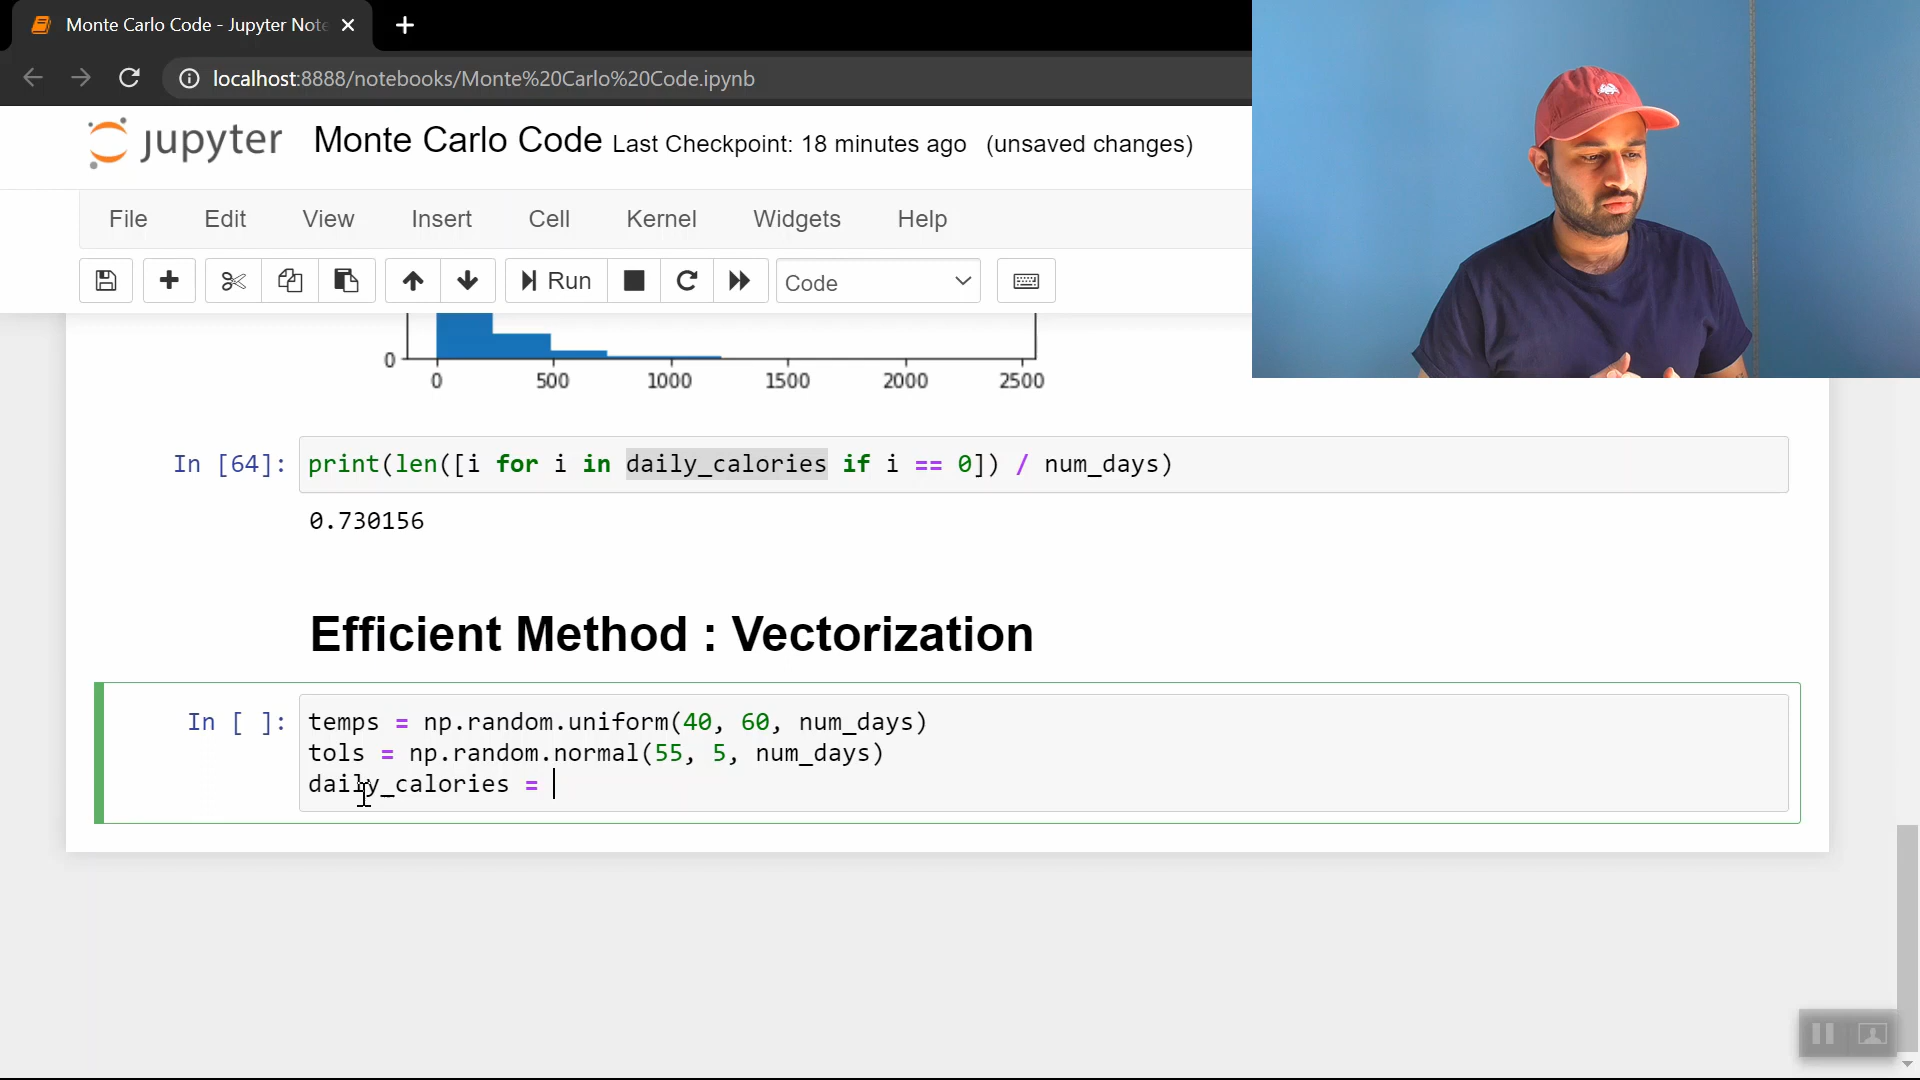 Monte Carlo Code - Jupyter Note
localhost:8888/notebooks/Monte%20Carlo%20Code.ipynb
jupyter Monte Carlo Code Last Checkpoint: 18 minutes ago (unsaved changes)
File Edit View Insert Cell Kernel Widgets Help
Run Code
0
0 500 1000 1500 2000 2500
In [64]: print(len([i for i in daily_calories if i == 0]) / num_days)
0.730156
Efficient Method : Vectorization
In [ ]: temps = np.random.uniform(40, 60, num_days)
tols = np.random.normal(55, 5, num_days)
daily_calories =